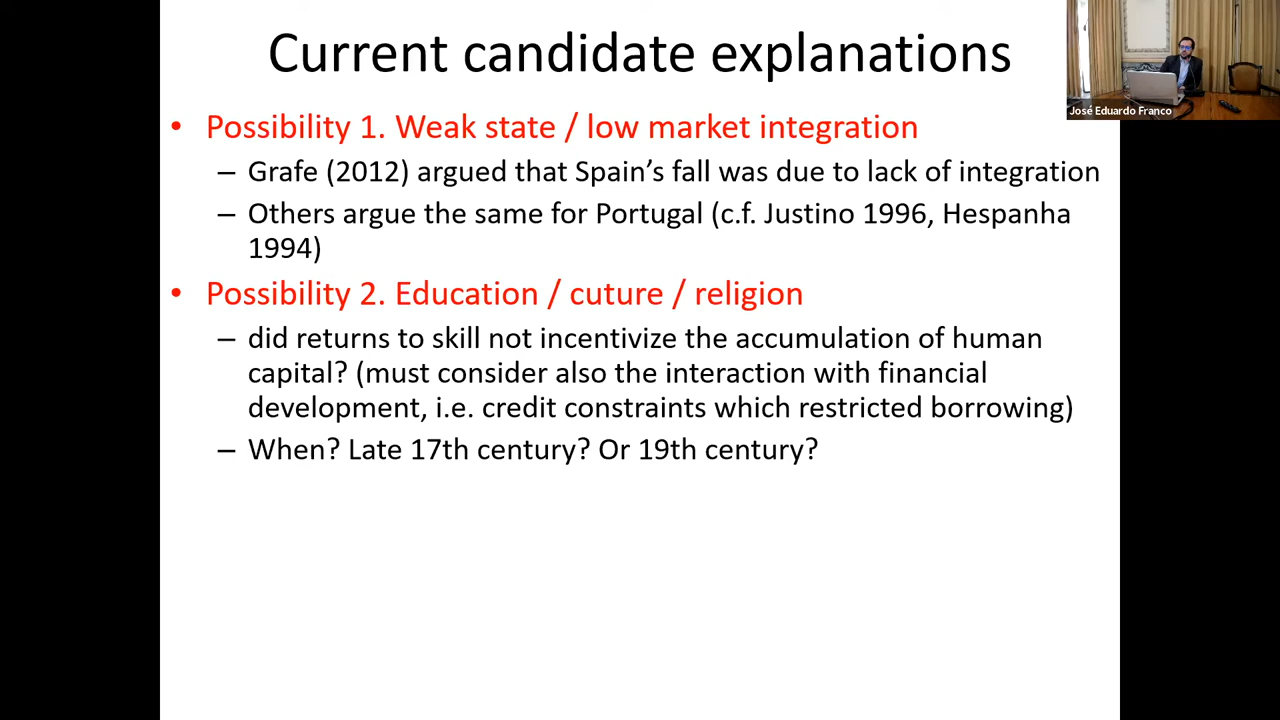 Current candidate explanations
José Eduardo Franco
• Possibility 1. Weak state / low market integration
– Grafe (2012) argued that Spain's fall was due to lack of integration
– Others argue the same for Portugal (c.f. Justino 1996, Hespanha
1994)
• Possibility 2. Education / cuture / religion
– did returns to skill not incentivize the accumulation of human
capital? (must consider also the interaction with financial
development, i.e. credit constraints which restricted borrowing)
– When? Late 17th century? Or 19th century?